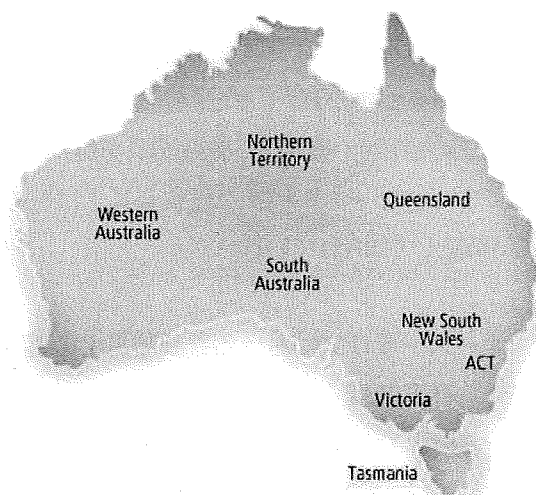 Northern
Territory
Queensland
Western
Australia
South
Australia
New South
Wales
ACT
Victoria
Tasmania